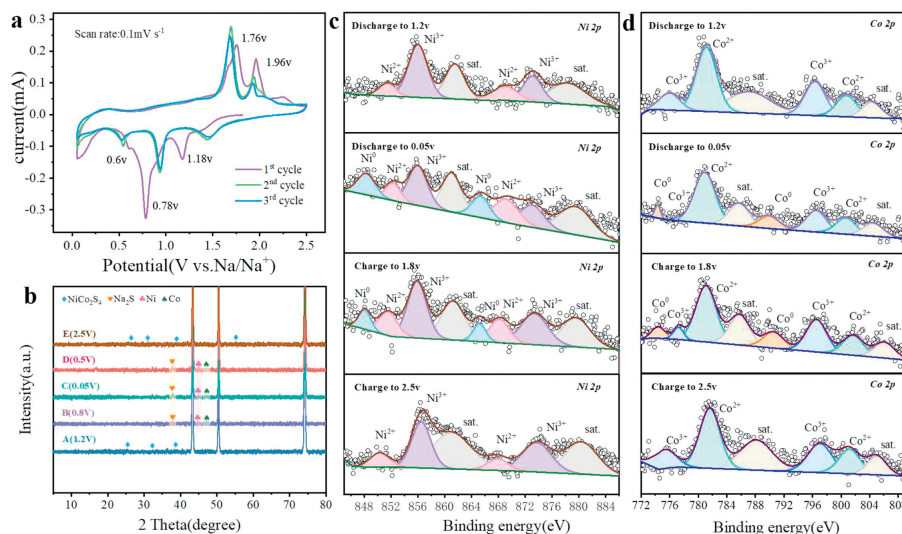 a
Scan rate:0.1mV s-1
1.76v
1.96v
0.6v
0.78v
1.18v
1st cycle
2nd cycle
3rd cycle
0.3
0.2
0.1
0.0
-0.1
-0.2
-0.3
current(mA)
0.0 0.5 1.0 1.5 2.0 2.5
Potential(V vs.Na/Na+)
b
NiCo2S4 Na2S Ni Co
E(2.5V)
D(0.5V)
C(0.05V)
B(0.8V)
A(1.2V)
Intensity(a.u.)
10 20 30 40 50 60 70 80
2 Theta(degree)
c
Discharge to 1.2v Ni 2p
Ni2+ Ni3+ sat. Ni2+ Ni3+ sat.
Discharge to 0.05v Ni 2p
Ni0 Ni2+ Ni3+ sat. Ni0 Ni2+ Ni3+ sat.
Charge to 1.8v Ni 2p
Ni0 Ni2+ Ni3+ sat. Ni0 Ni2+ Ni3+ sat.
Charge to 2.5v Ni 2p
Ni2+ Ni3+ sat. Ni2+ Ni3+ sat.
848 852 856 860 864 868 872 876 880 884
Binding energy(eV)
d
Discharge to 1.2v Co 2p
Co3+ Co2+ sat. Co3+ Co2+ sat.
Discharge to 0.05v Co 2p
Co0 Co3+ Co2+ sat. Co0 Co3+ Co2+ sat.
Charge to 1.8v Co 2p
Co0 Co3+ Co2+ sat. Co0 Co3+ Co2+ sat.
Charge to 2.5v Co 2p
Co3+ Co2+ sat. Co3+ Co2+ sat.
772 776 780 784 788 792 796 800 804
Binding energy(eV)